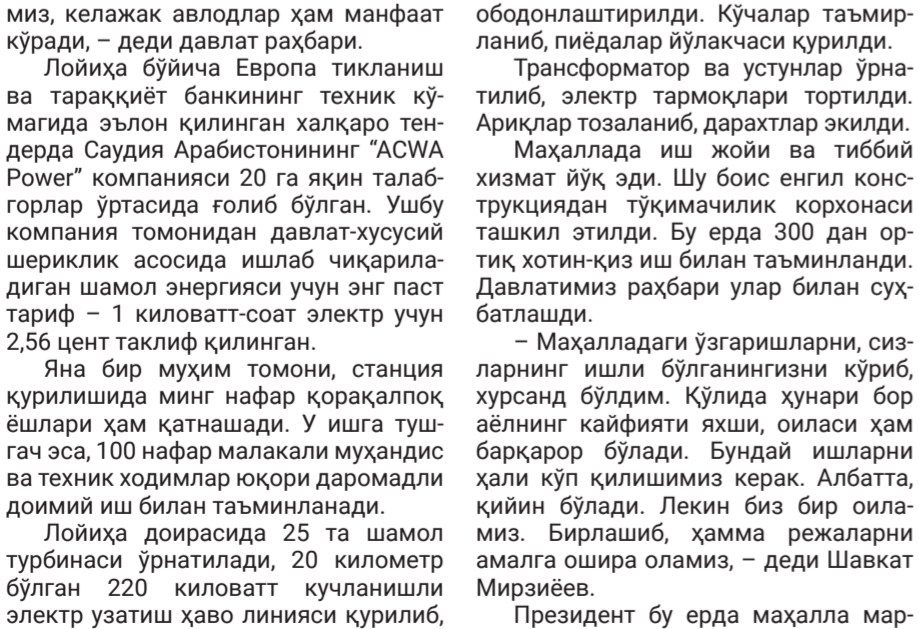 миз, келажак авлодлар ҳам манфаат
кўради, – деди давлат раҳбари.
Лойиҳа бўйича Европа тикланиш
ва тараққиёт банкининг техник кў-
магида эълон қилинган халқаро тен-
дерда Саудия Арабистонининг “ACWA
Power” компанияси 20 га яқин талаб-
горлар ўртасида ғолиб бўлган. Ушбу
компания томонидан давлат-хусусий
шериклик асосида ишлаб чиқарила-
диган шамол энергияси учун энг паст
тариф – 1 киловатт-соат электр учун
2,56 цент таклиф қилинган.
Яна бир муҳим томони, станция
қурилишида минг нафар қорақалпоқ
ёшлари ҳам қатнашади. У ишга туш-
гач эса, 100 нафар малакали муҳандис
ва техник ходимлар юқори даромадли
доимий иш билан таъминланади.
Лойиҳа доирасида 25 та шамол
турбинаси ўрнатилади, 20 километр
бўлган 220 киловатт кучланишли
электр узатиш ҳаво линияси қурилиб,
ободонлаштирилди. Кўчалар таъмир-
ланиб, пиёдалар йўлакчаси қурилди.
Трансформатор ва устунлар ўрна-
тилиб, электр тармоқлари тортилди.
Ариқлар тозаланиб, дарахтлар экилди.
Маҳаллада иш жойи ва тиббий
хизмат йўқ эди. Шу боис енгил конс-
трукциядан тўқимачилик корхонаси
ташкил этилди. Бу ерда 300 дан ор-
тиқ хотин-қиз иш билан таъминланди.
Давлатимиз раҳбари улар билан суҳ-
батлашди.
– Маҳалладаги ўзгаришларни, сиз-
ларнинг ишли бўлганингизни кўриб,
хурсанд бўлдим. Қўлида ҳунари бор
аёлнинг кайфияти яхши, оиласи ҳам
барқарор бўлади. Бундай ишларни
ҳали кўп қилишимиз керак. Албатта,
қийин бўлади. Лекин биз бир оила-
миз. Бирлашиб, ҳамма режаларни
амалга ошира оламиз, – деди Шавкат
Мирзиёев.
Президент бу ерда маҳалла мар-